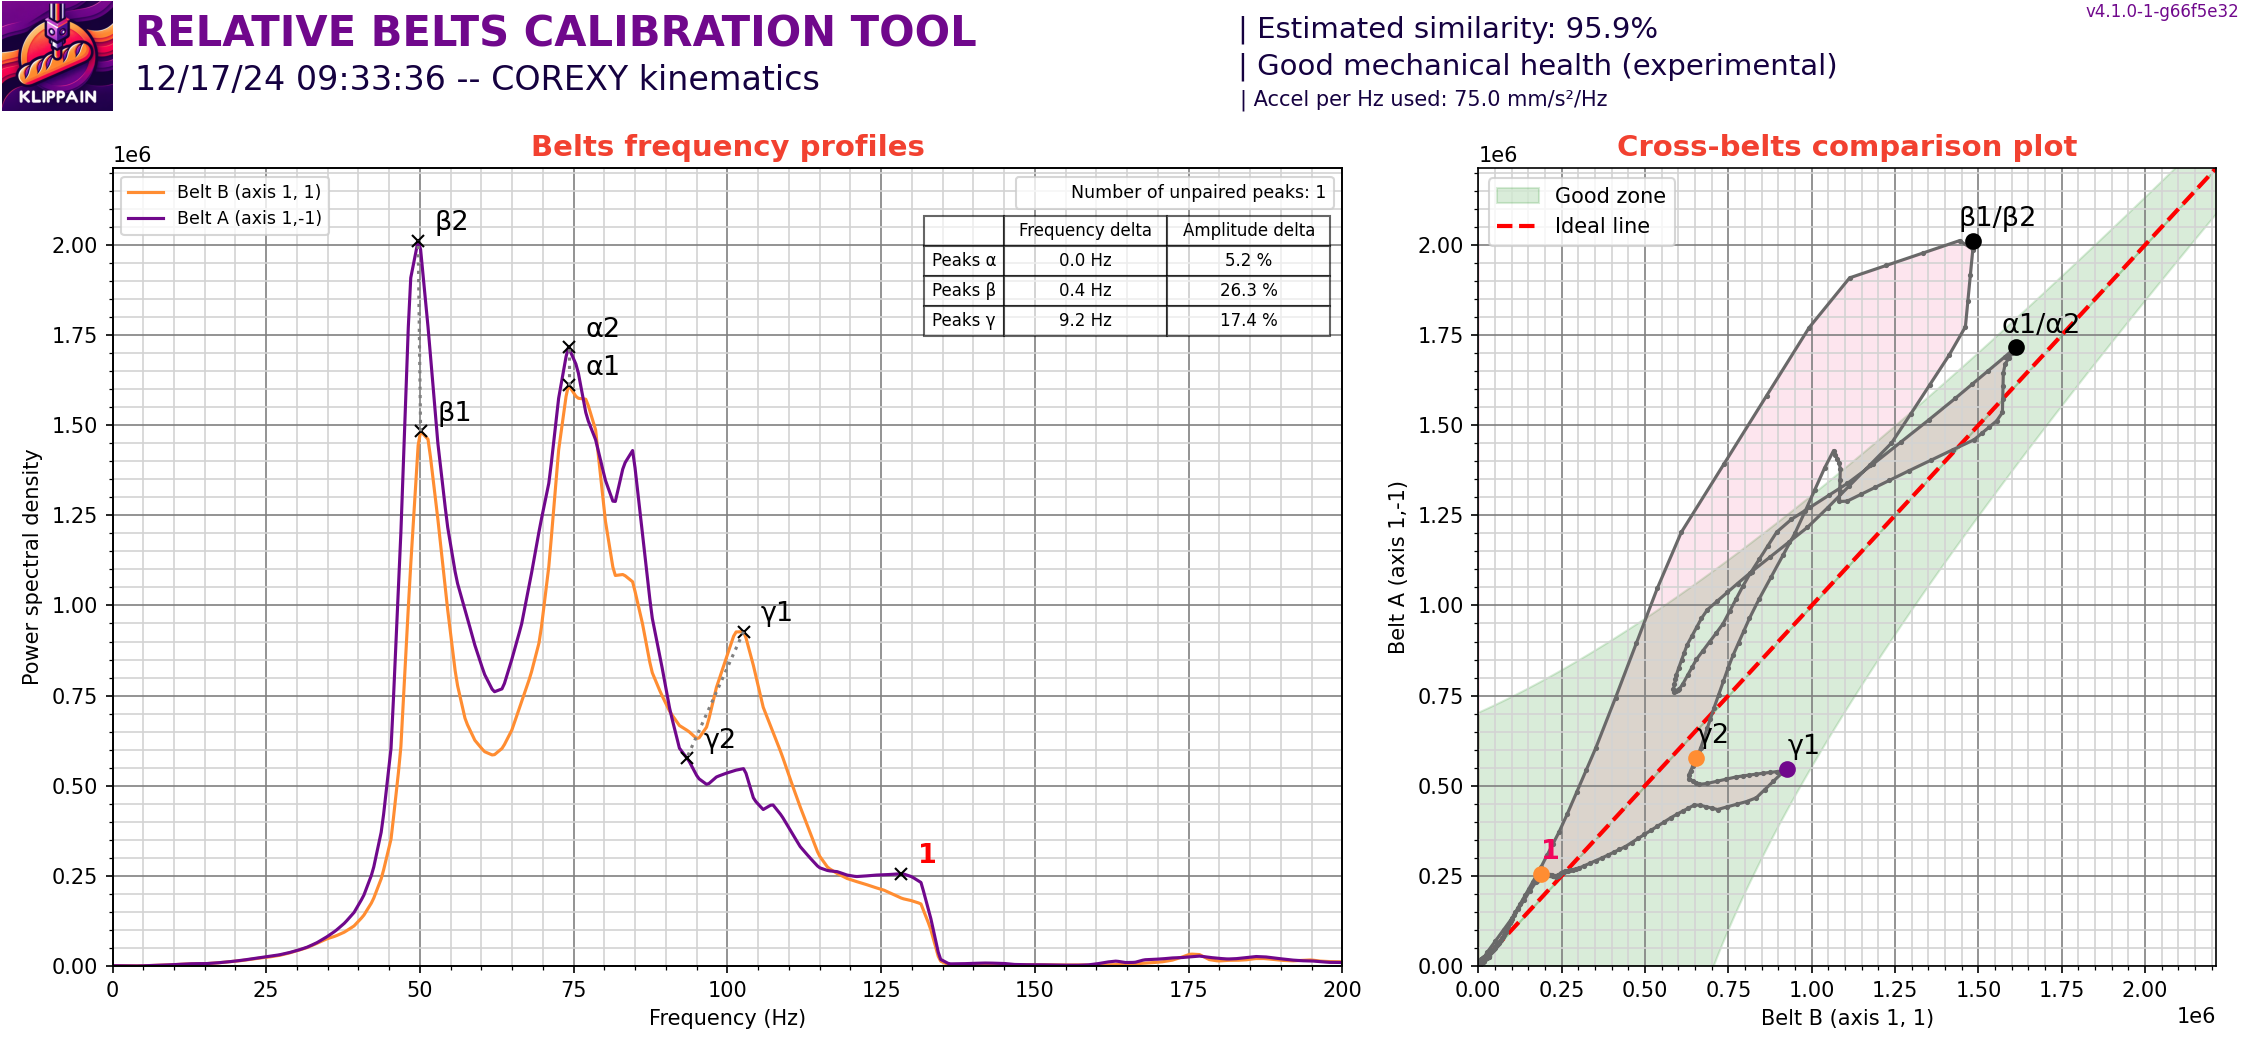 KLIPPAIN
RELATIVE BELTS CALIBRATION TOOL
12/17/24 09:33:36 -- COREXY kinematics
| Estimated similarity: 95.9%
| Good mechanical health (experimental)
| Accel per Hz used: 75.0 mm/s²/Hz
v4.1.0-1-g66f5e32
Belts frequency profiles
1e6
Belt B (axis 1, 1)
Belt A (axis 1,-1)
Number of unpaired peaks: 1
Frequency delta Amplitude delta
Peaks α 0.0 Hz 5.2 %
Peaks β 0.4 Hz 26.3 %
Peaks γ 9.2 Hz 17.4 %
β2
α2
α1
β1
γ1
γ2
1
2.00
1.75
1.50
1.25
1.00
0.75
0.50
0.25
0.00
Power spectral density
0 25 50 75 100 125 150 175 200
Frequency (Hz)
Cross-belts comparison plot
1e6
Good zone
Ideal line
β1/β2
α1/α2
γ2
γ1
1
2.00
1.75
1.50
1.25
1.00
0.75
0.50
0.25
0.00
Belt A (axis 1,-1)
0.00 0.25 0.50 0.75 1.00 1.25 1.50 1.75 2.00
Belt B (axis 1, 1)
1e6